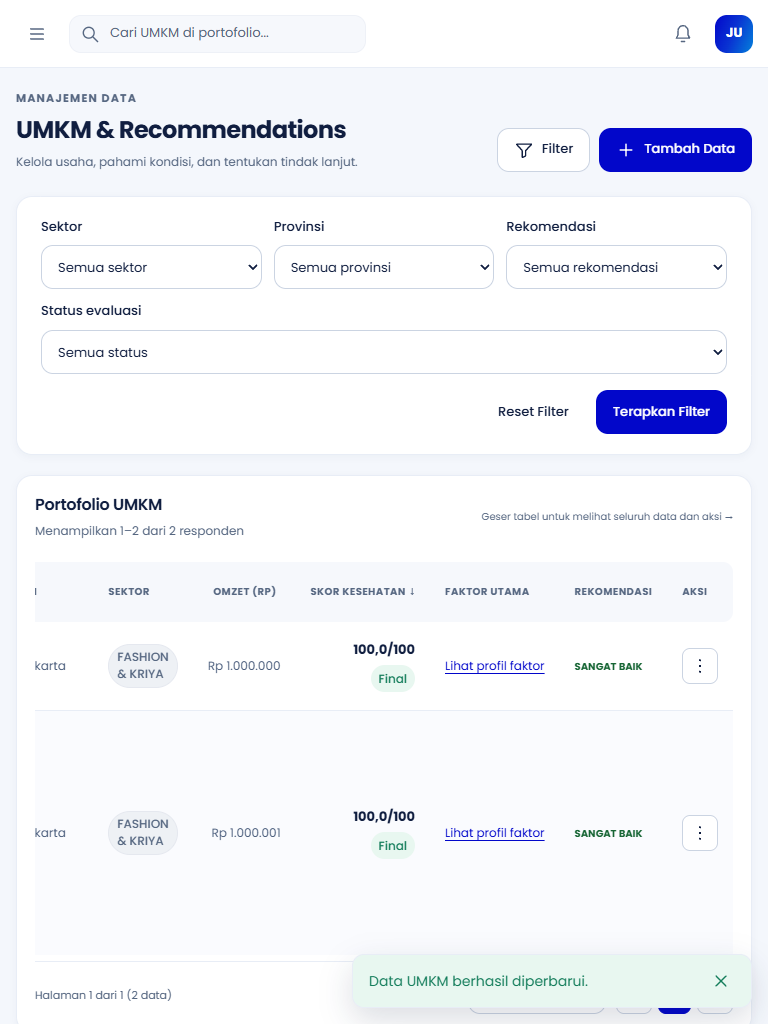 Cari UMKM di portofolio...
JU
MANAJEMEN DATA
UMKM & Recommendations
Kelola usaha, pahami kondisi, dan tentukan tindak lanjut.
Filter
Tambah Data
Sektor
Provinsi
Rekomendasi
Semua sektor
Semua provinsi
Semua rekomendasi
Status evaluasi
Semua status
Reset Filter
Terapkan Filter
Portofolio UMKM
Menampilkan 1–2 dari 2 responden
Geser tabel untuk melihat seluruh data dan aksi →
SEKTOR
OMZET (RP)
SKOR KESEHATAN ↓
FAKTOR UTAMA
REKOMENDASI
AKSI
karta
FASHION
& KRIYA
Rp 1.000.000
100,0/100
Final
Lihat profil faktor
SANGAT BAIK
karta
FASHION
& KRIYA
Rp 1.000.001
100,0/100
Final
Lihat profil faktor
SANGAT BAIK
Halaman 1 dari 1 (2 data)
Data UMKM berhasil diperbarui.